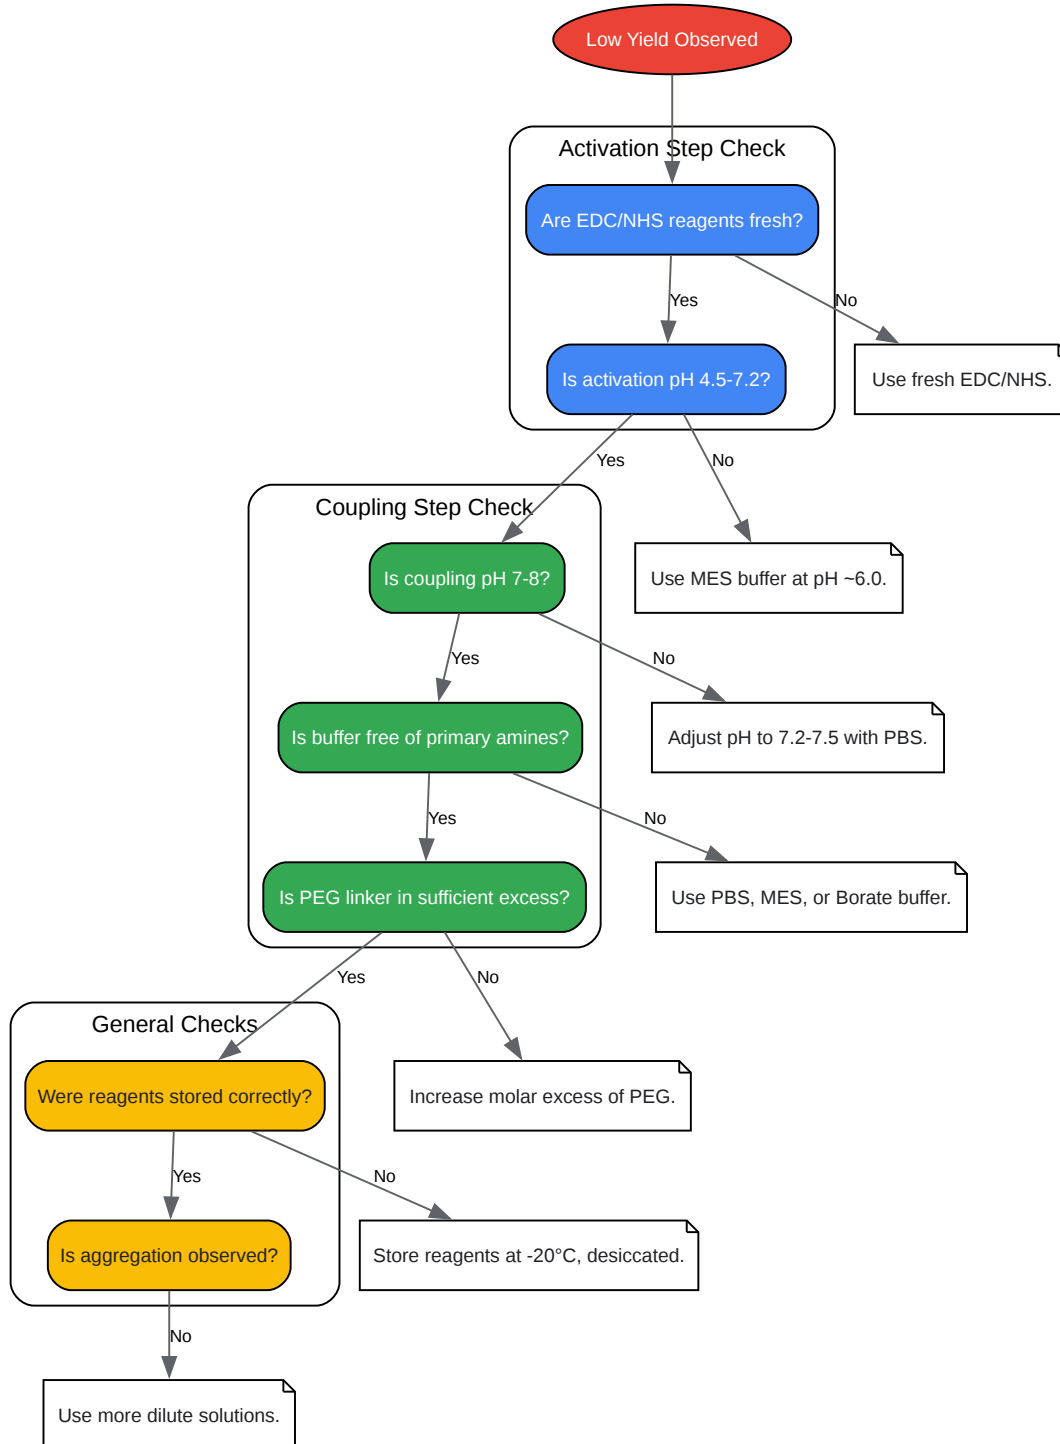 Low Yield Observed
Activation Step Check
Are EDC/NHS reagents fresh?
Yes
No
Is activation pH 4.5-7.2?
Use fresh EDC/NHS.
Yes
No
Coupling Step Check
Is coupling pH 7-8?
Use MES buffer at pH ~6.0.
Yes
No
Is buffer free of primary amines?
Adjust pH to 7.2-7.5 with PBS.
Yes
No
Is PEG linker in sufficient excess?
Use PBS, MES, or Borate buffer.
Yes
No
General Checks
Were reagents stored correctly?
Increase molar excess of PEG.
Yes
No
Is aggregation observed?
Store reagents at -20°C, desiccated.
No
Use more dilute solutions.